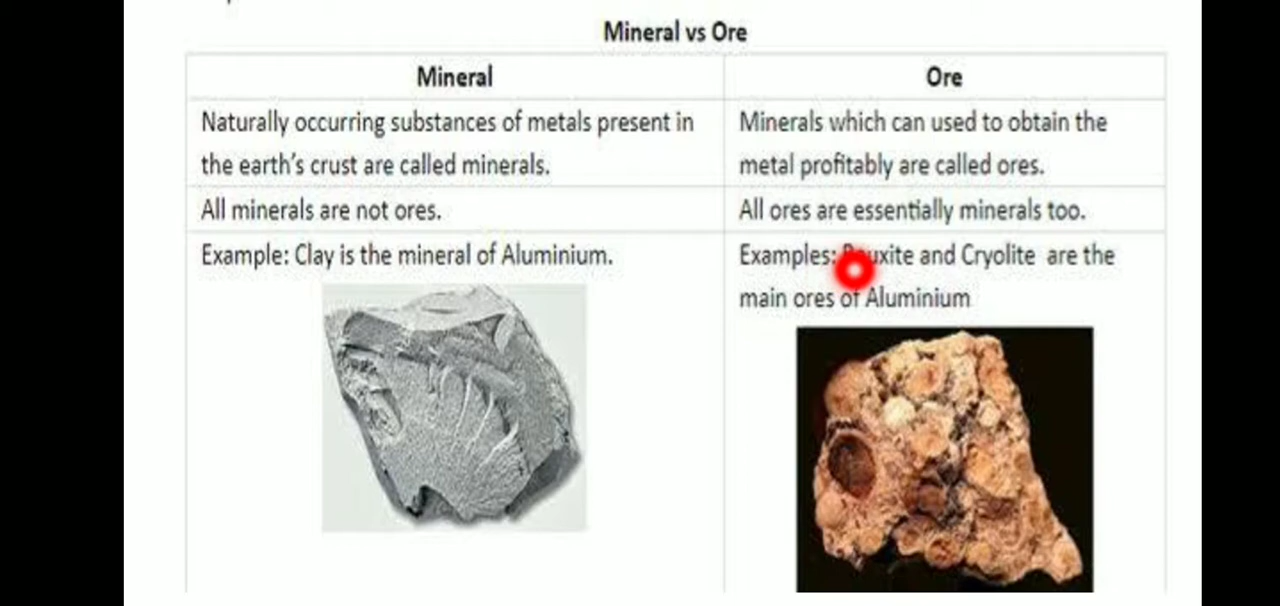 Mineral vs Ore
Mineral
Ore
Naturally occurring substances of metals present in
the earth's crust are called minerals.
Minerals which can used to obtain the
metal profitably are called ores.
All minerals are not ores.
All ores are essentially minerals too.
Example: Clay is the mineral of Aluminium.
Examples: Bauxite and Cryolite are the
main ores of Aluminium